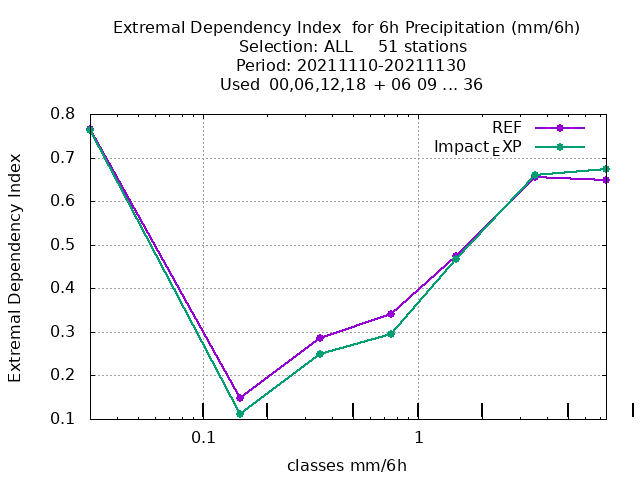 Extremal Dependency Index  for 6h Precipitation (mm/6h)
Selection: ALL     51 stations
Period: 20211110-20211130
Used  00,06,12,18  + 06 09 ... 36
REF
Impact_EXP
0.8
0.7
0.6
0.5
0.4
0.3
0.2
0.1
Extremal Dependency Index
0.1
1
classes mm/6h